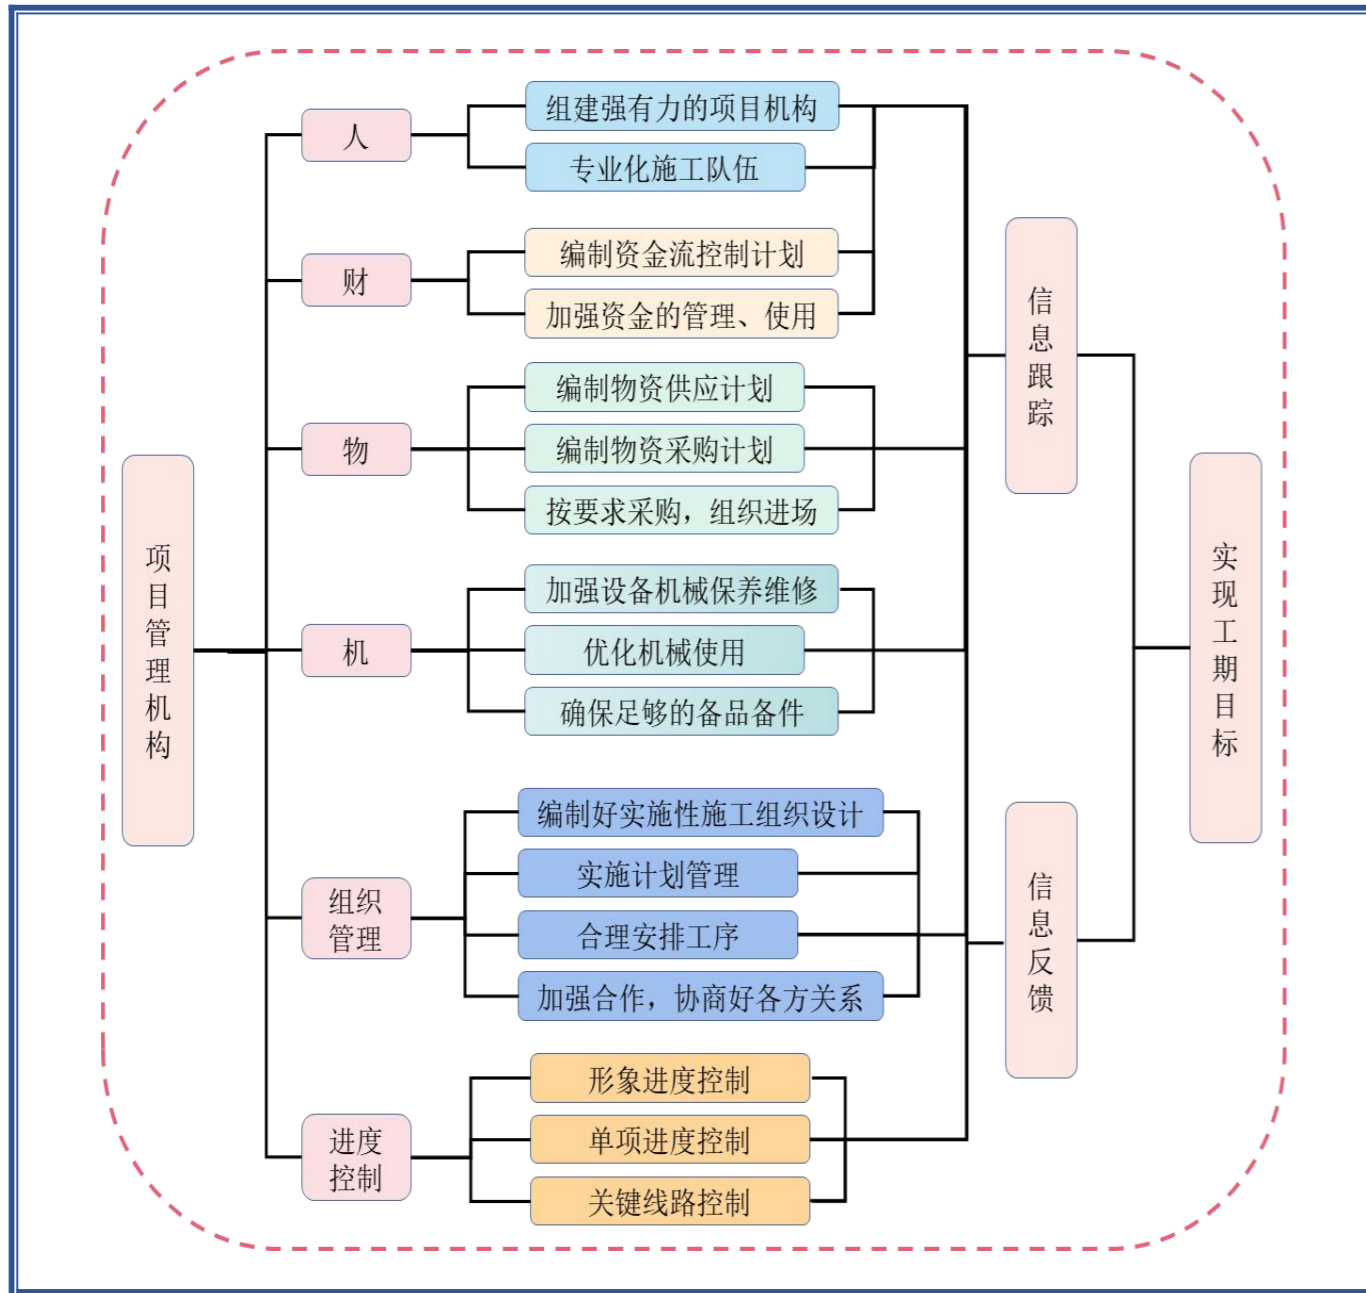 项目管理机构
人
组建强有力的项目机构
专业化施工队伍
财
编制资金流控制计划
加强资金的管理、使用
物
编制物资供应计划
编制物资采购计划
按要求采购，组织进场
机
加强设备机械保养维修
优化机械使用
确保足够的备品备件
组织
管理
编制好实施性施工组织设计
实施计划管理
合理安排工序
加强合作，协商好各方关系
进度
控制
形象进度控制
单项进度控制
关键线路控制
信息跟踪
信息反馈
实现工期目标